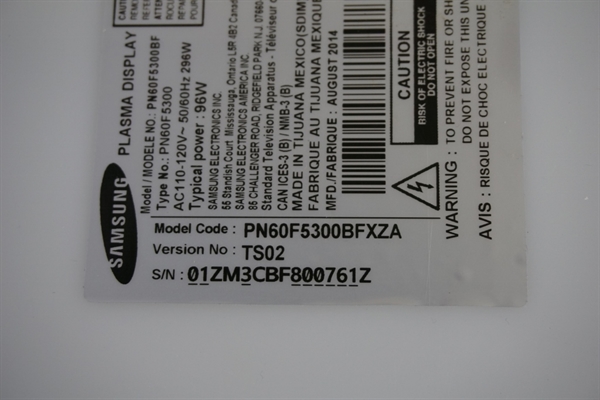 SAMSUNG
PLASMA DISPLAY
Model / MODELE NO.: PN60F5300BF
Type No.: PN60F5300
AC110-120V~ 50/60Hz 296W
Typical power : 96W
SAMSUNG ELECTRONICS CANADA INC.
55 Standish Court Mississauga, Ontario L5R 4B2 Canada
SAMSUNG ELECTRONICS AMERICA INC.
85 CHALLENGER ROAD, RIDGEFIELD PARK N.J. 07660-
Standard Television Apparatus - Téléviseur
CAN ICES-3 (B) / NMB-3 (B)
MADE IN TIJUANA MEXICO(SDIM
FABRIQUE AU TIJUANA MEXIQUE
MFD./FABRIQUE : AUGUST 2014
CAUTION
RISK OF ELECTRIC SHOCK
DO NOT OPEN
WARNING : TO PREVENT FIRE OR SHO
DO NOT EXPOSE
AVIS : RISQUE DE CHOC ELECTRIQUE
Model Code : PN60F5300BFXZA
Version No : TS02
S/N : 01ZM3CBF800761Z